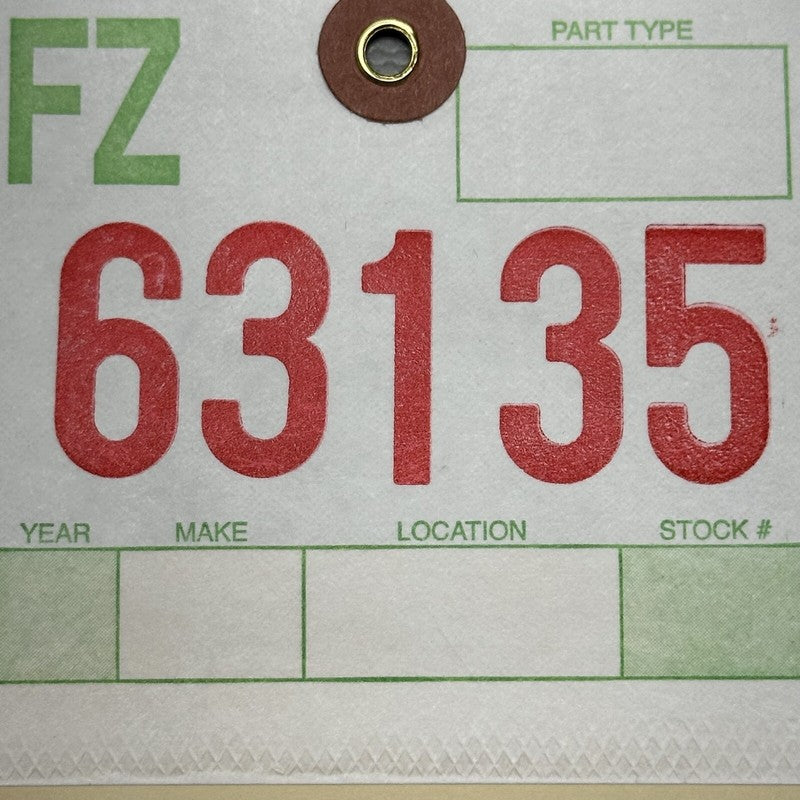 FZ
PART TYPE
63135
YEAR MAKE LOCATION STOCK #